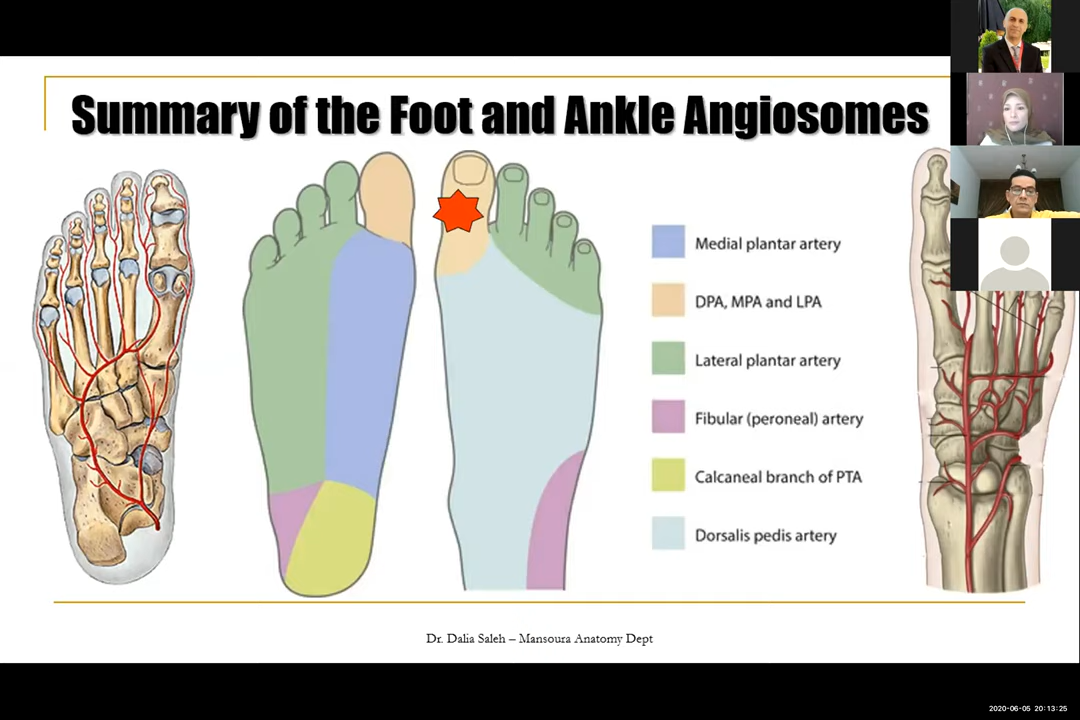 Summary of the Foot and Ankle Angiosomes
Medial plantar artery
DPA, MPA and LPA
Lateral plantar artery
Fibular (peroneal) artery
Calcaneal branch of PTA
Dorsalis pedis artery
Dr. Dalia Saleh – Mansoura Anatomy Dept
2020-06-05 20:13:25